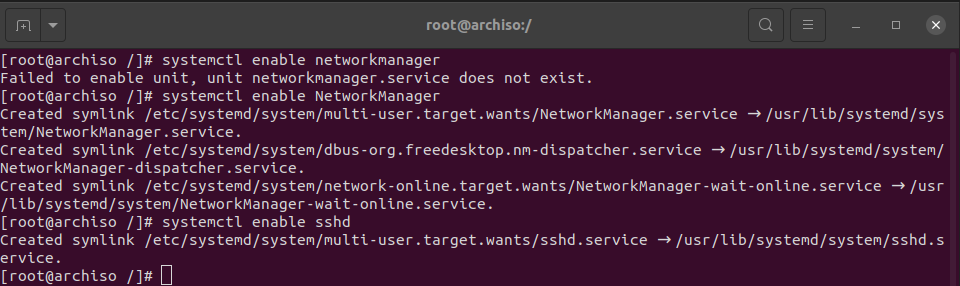 root@archiso:/
[root@archiso /]# systemctl enable networkmanager
Failed to enable unit, unit networkmanager.service does not exist.
[root@archiso /]# systemctl enable NetworkManager
Created symlink /etc/systemd/system/multi-user.target.wants/NetworkManager.service → /usr/lib/systemd/sys
tem/NetworkManager.service.
Created symlink /etc/systemd/system/dbus-org.freedesktop.nm-dispatcher.service → /usr/lib/systemd/system/
NetworkManager-dispatcher.service.
Created symlink /etc/systemd/system/network-online.target.wants/NetworkManager-wait-online.service → /usr
/lib/systemd/system/NetworkManager-wait-online.service.
[root@archiso /]# systemctl enable sshd
Created symlink /etc/systemd/system/multi-user.target.wants/sshd.service → /usr/lib/systemd/system/sshd.s
ervice.
[root@archiso /]#